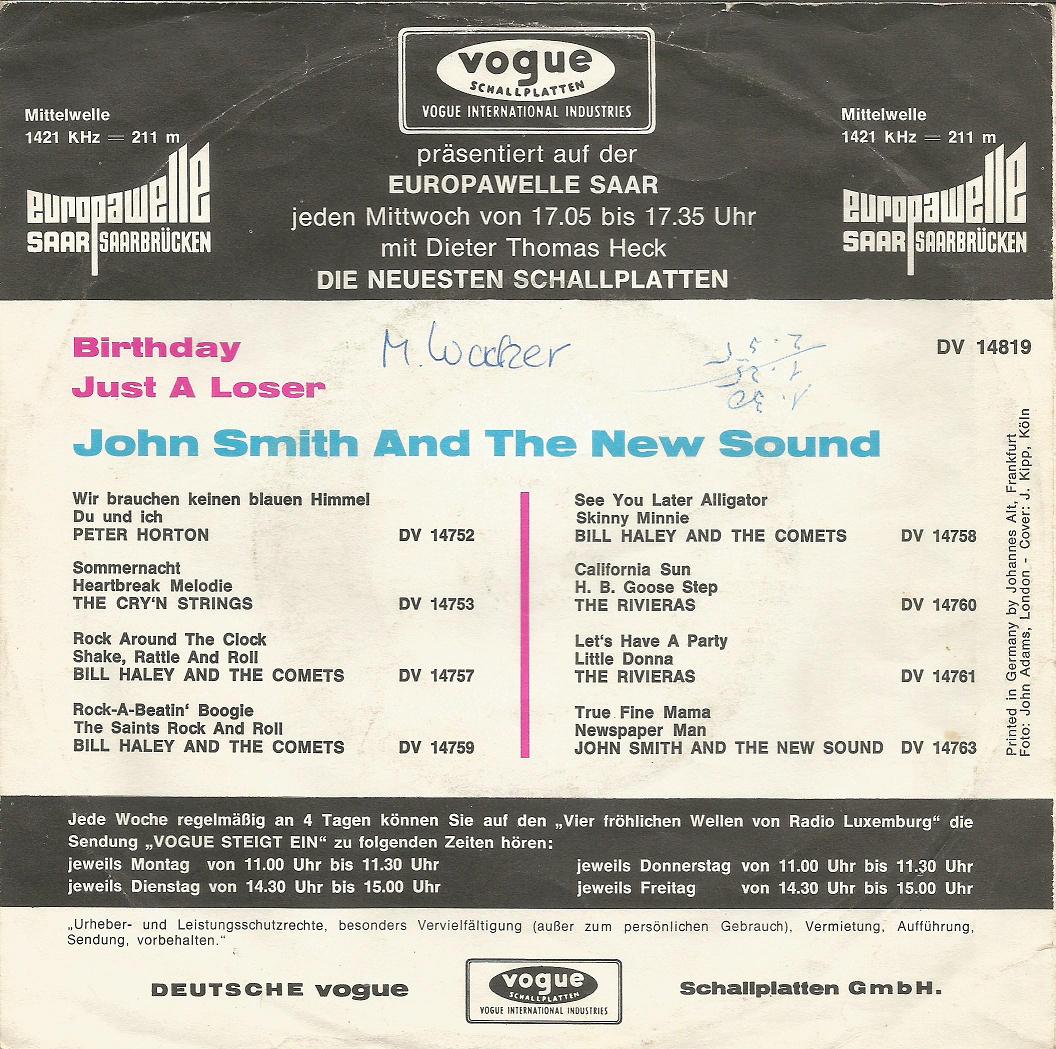 vogue
SCHALLPLATTEN
VOGUE INTERNATIONAL INDUSTRIES
Mittelwelle
1421 KHz — 211 m
europawelle
SAAR SAARBRÜCKEN
Mittelwelle
1421 KHz — 211 m
europawelle
SAAR SAARBRÜCKEN
präsentiert auf der
EUROPAWELLE SAAR
jeden Mittwoch von 17.05 bis 17.35 Uhr
mit Dieter Thomas Heck
DIE NEUESTEN SCHALLPLATTEN
Birthday
Just A Loser
M.
DV 14819
John Smith And The New Sound
Wir brauchen keinen blauen Himmel
Du und ich
PETER HORTON DV 14752
Sommernacht
Heartbreak Melodie
THE CRY'N STRINGS DV 14753
Rock Around The Clock
Shake, Rattle And Roll
BILL HALEY AND THE COMETS DV 14757
Rock-A-Beatin' Boogie
The Saints Rock And Roll
BILL HALEY AND THE COMETS DV 14759
See You Later Alligator
Skinny Minnie
BILL HALEY AND THE COMETS DV 14758
California Sun
H. B. Goose Step
THE RIVIERAS DV 14760
Let's Have A Party
Little Donna
THE RIVIERAS DV 14761
True Fine Mama
Newspaper Man
JOHN SMITH AND THE NEW SOUND DV 14763
Printed in Germany by Johannes Alt, Frankfurt
Foto: John Adams, London - Cover: J. Kipp, Köln
Jede Woche regelmäßig an 4 Tagen können Sie auf den „Vier fröhlichen Wellen von Radio Luxemburg“ die
Sendung „VOGUE STEIGT EIN“ zu folgenden Zeiten hören:
jeweils Montag von 11.00 Uhr bis 11.30 Uhr
jeweils Dienstag von 14.30 Uhr bis 15.00 Uhr
jeweils Donnerstag von 11.00 Uhr bis 11.30 Uhr
jeweils Freitag von 14.30 Uhr bis 15.00 Uhr
„Urheber- und Leistungsschutzrechte, besonders Vervielfältigung (außer zum persönlichen Gebrauch), Vermietung, Aufführung,
Sendung, vorbehalten.“
DEUTSCHE vogue
vogue
SCHALLPLATTEN
VOGUE INTERNATIONAL INDUSTRIES
Schallplatten GmbH.